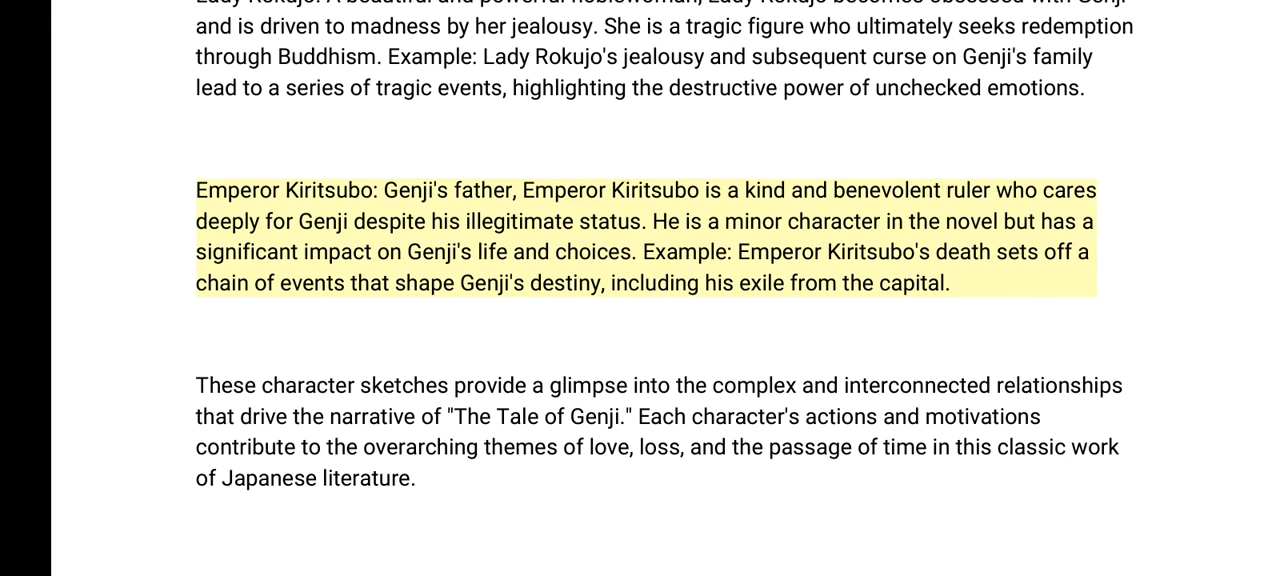 and is driven to madness by her jealousy. She is a tragic figure who ultimately seeks redemption
through Buddhism. Example: Lady Rokujo's jealousy and subsequent curse on Genji's family
lead to a series of tragic events, highlighting the destructive power of unchecked emotions.
Emperor Kiritsubo: Genji's father, Emperor Kiritsubo is a kind and benevolent ruler who cares
deeply for Genji despite his illegitimate status. He is a minor character in the novel but has a
significant impact on Genji's life and choices. Example: Emperor Kiritsubo's death sets off a
chain of events that shape Genji's destiny, including his exile from the capital.
These character sketches provide a glimpse into the complex and interconnected relationships
that drive the narrative of "The Tale of Genji." Each character's actions and motivations
contribute to the overarching themes of love, loss, and the passage of time in this classic work
of Japanese literature.